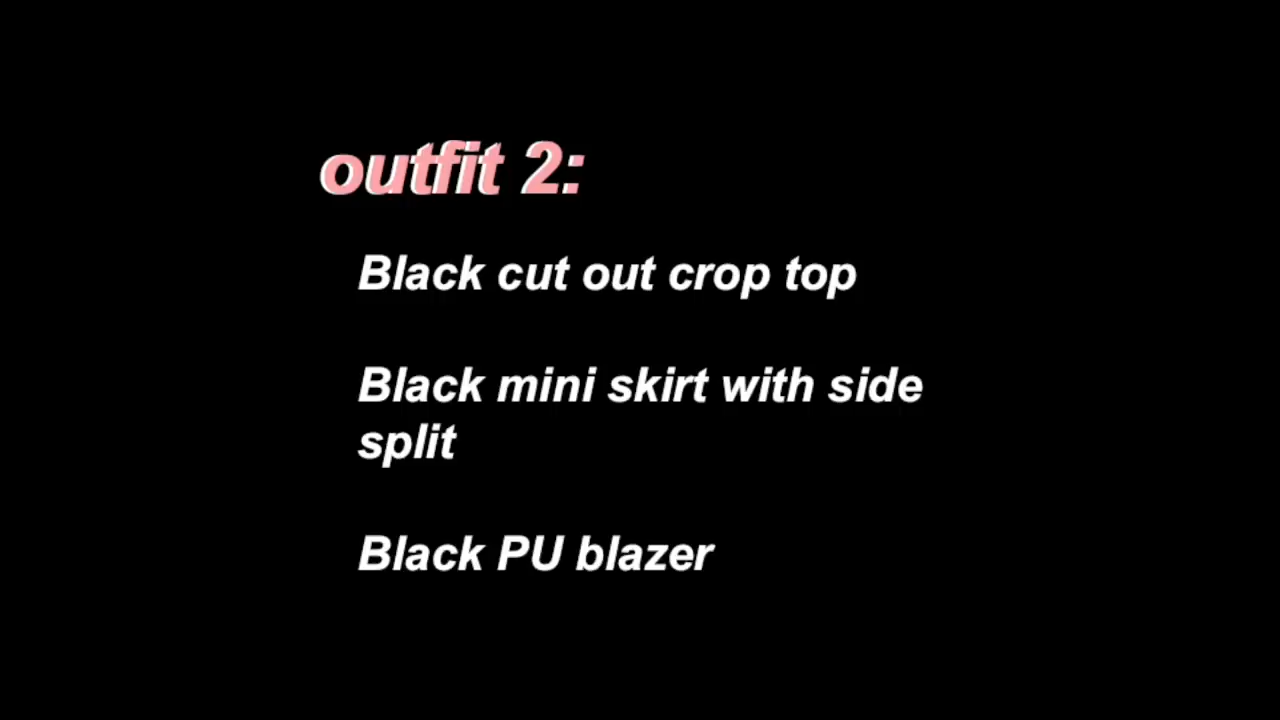 outfit 2:
Black cut out crop top
Black mini skirt with side
split
Black PU blazer